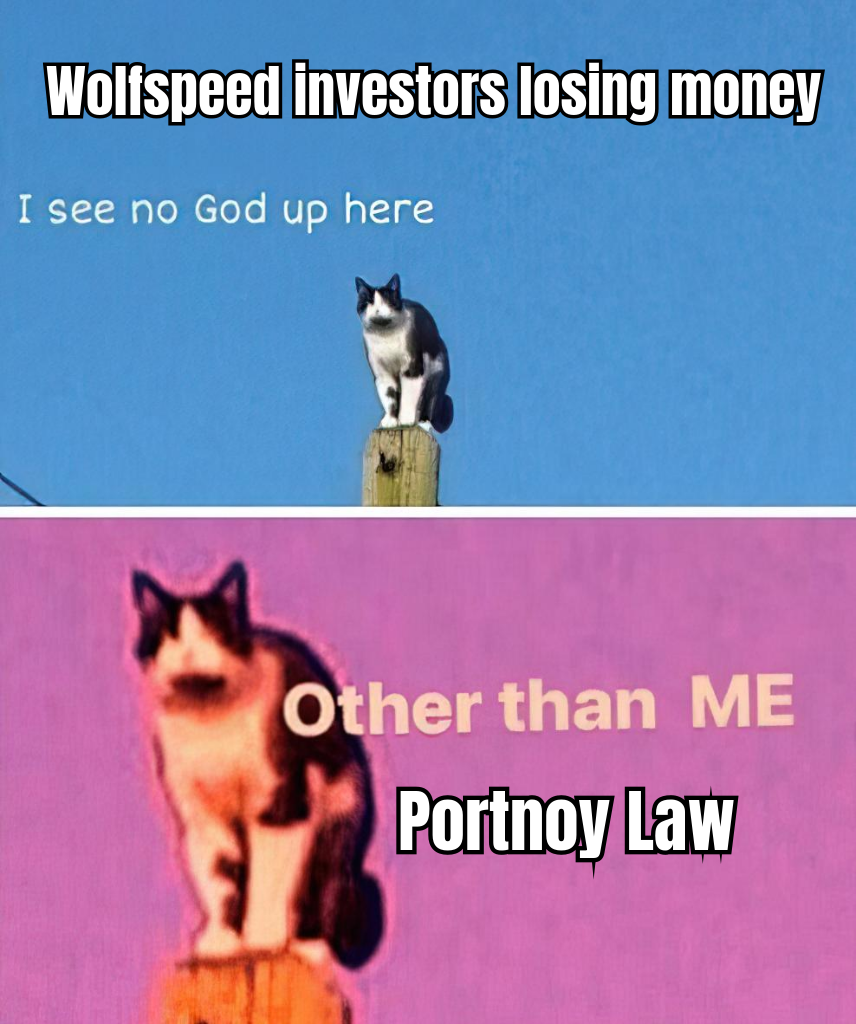 Wolfspeed investors losing money
I see no God up here
Other than ME
Portnoy Law